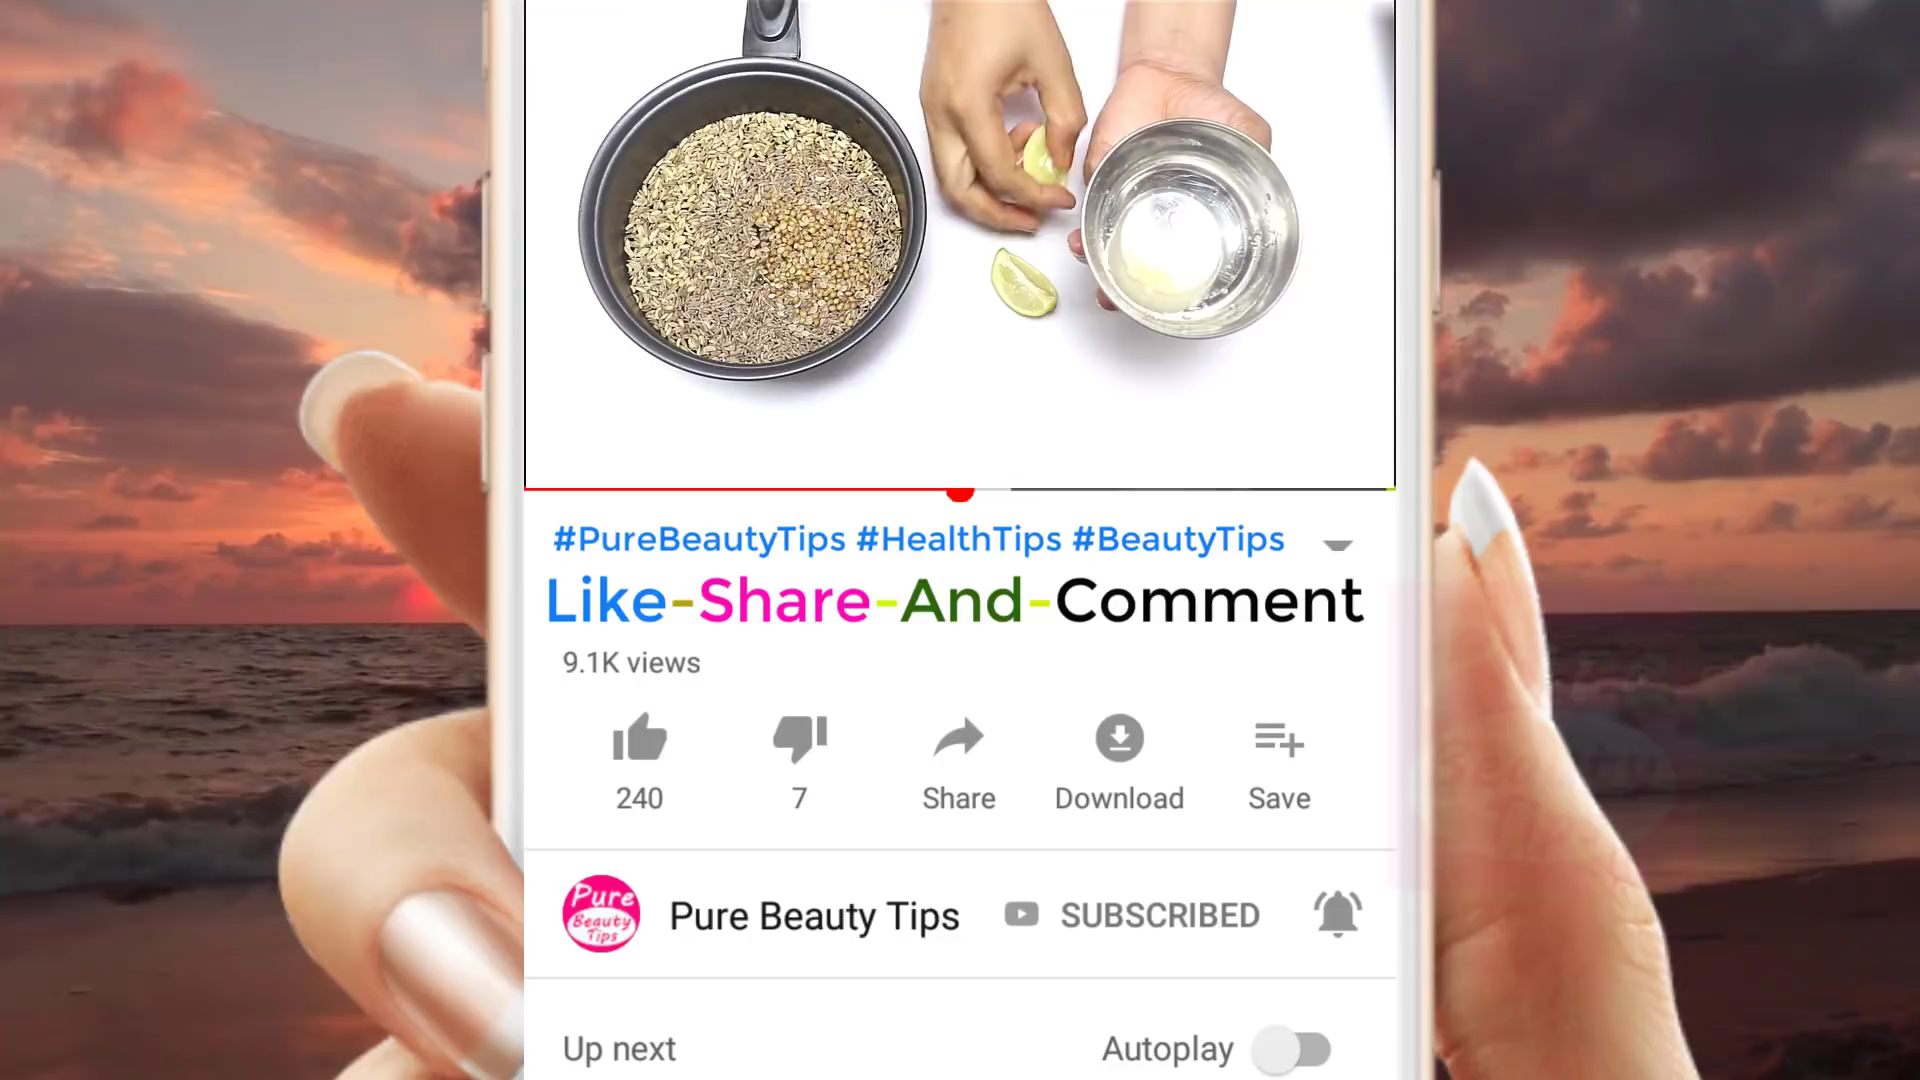 #PureBeautyTips #HealthTips #BeautyTips
Like-Share-And-Comment
9.1K views
240 7 Share Download Save
Pure Beauty Tips
Pure Beauty Tips SUBSCRIBED
Up next Autoplay